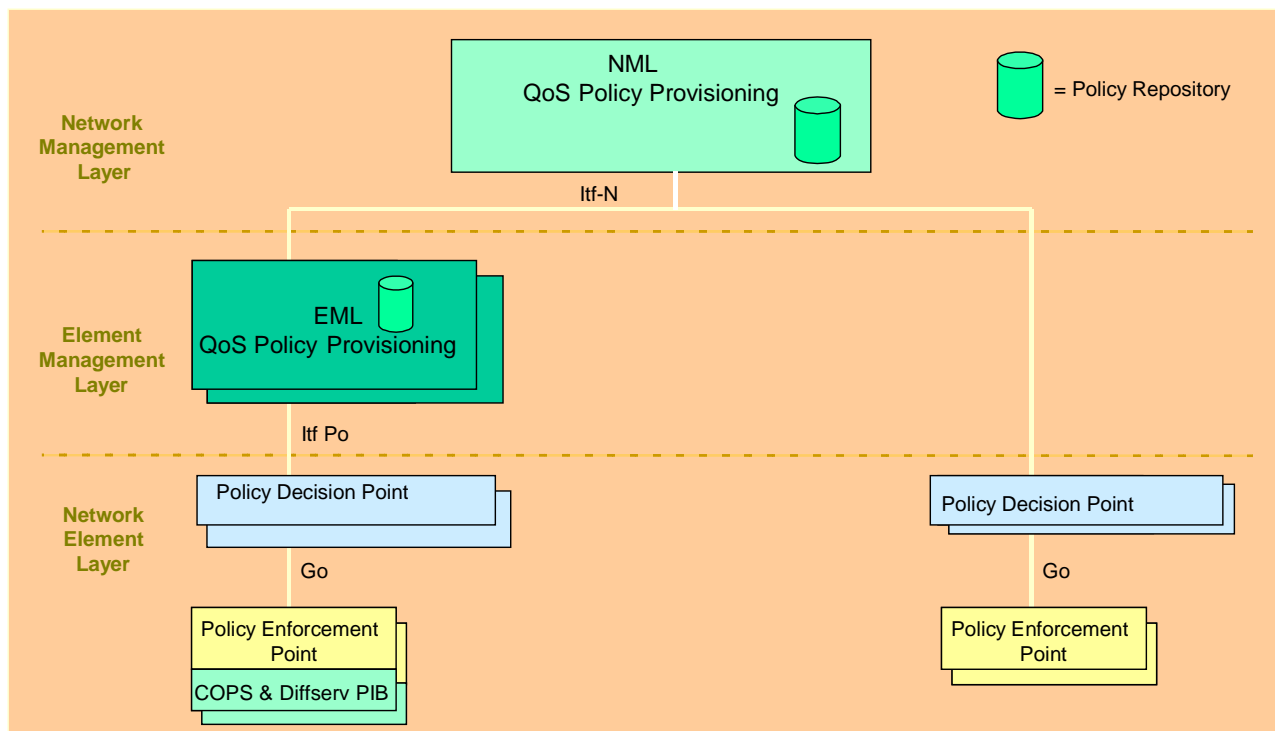 NML
QoS Policy Provisioning
= Policy Repository
Network
Management
Layer
Itf-N
EML
QoS Policy Provisioning
Element
Management
Layer
Itf Po
Policy Decision Point
Policy Decision Point
Network
Element
Layer
Go
Go
Policy Enforcement
Point
COPS & Diffserv PIB
Policy Enforcement
Point